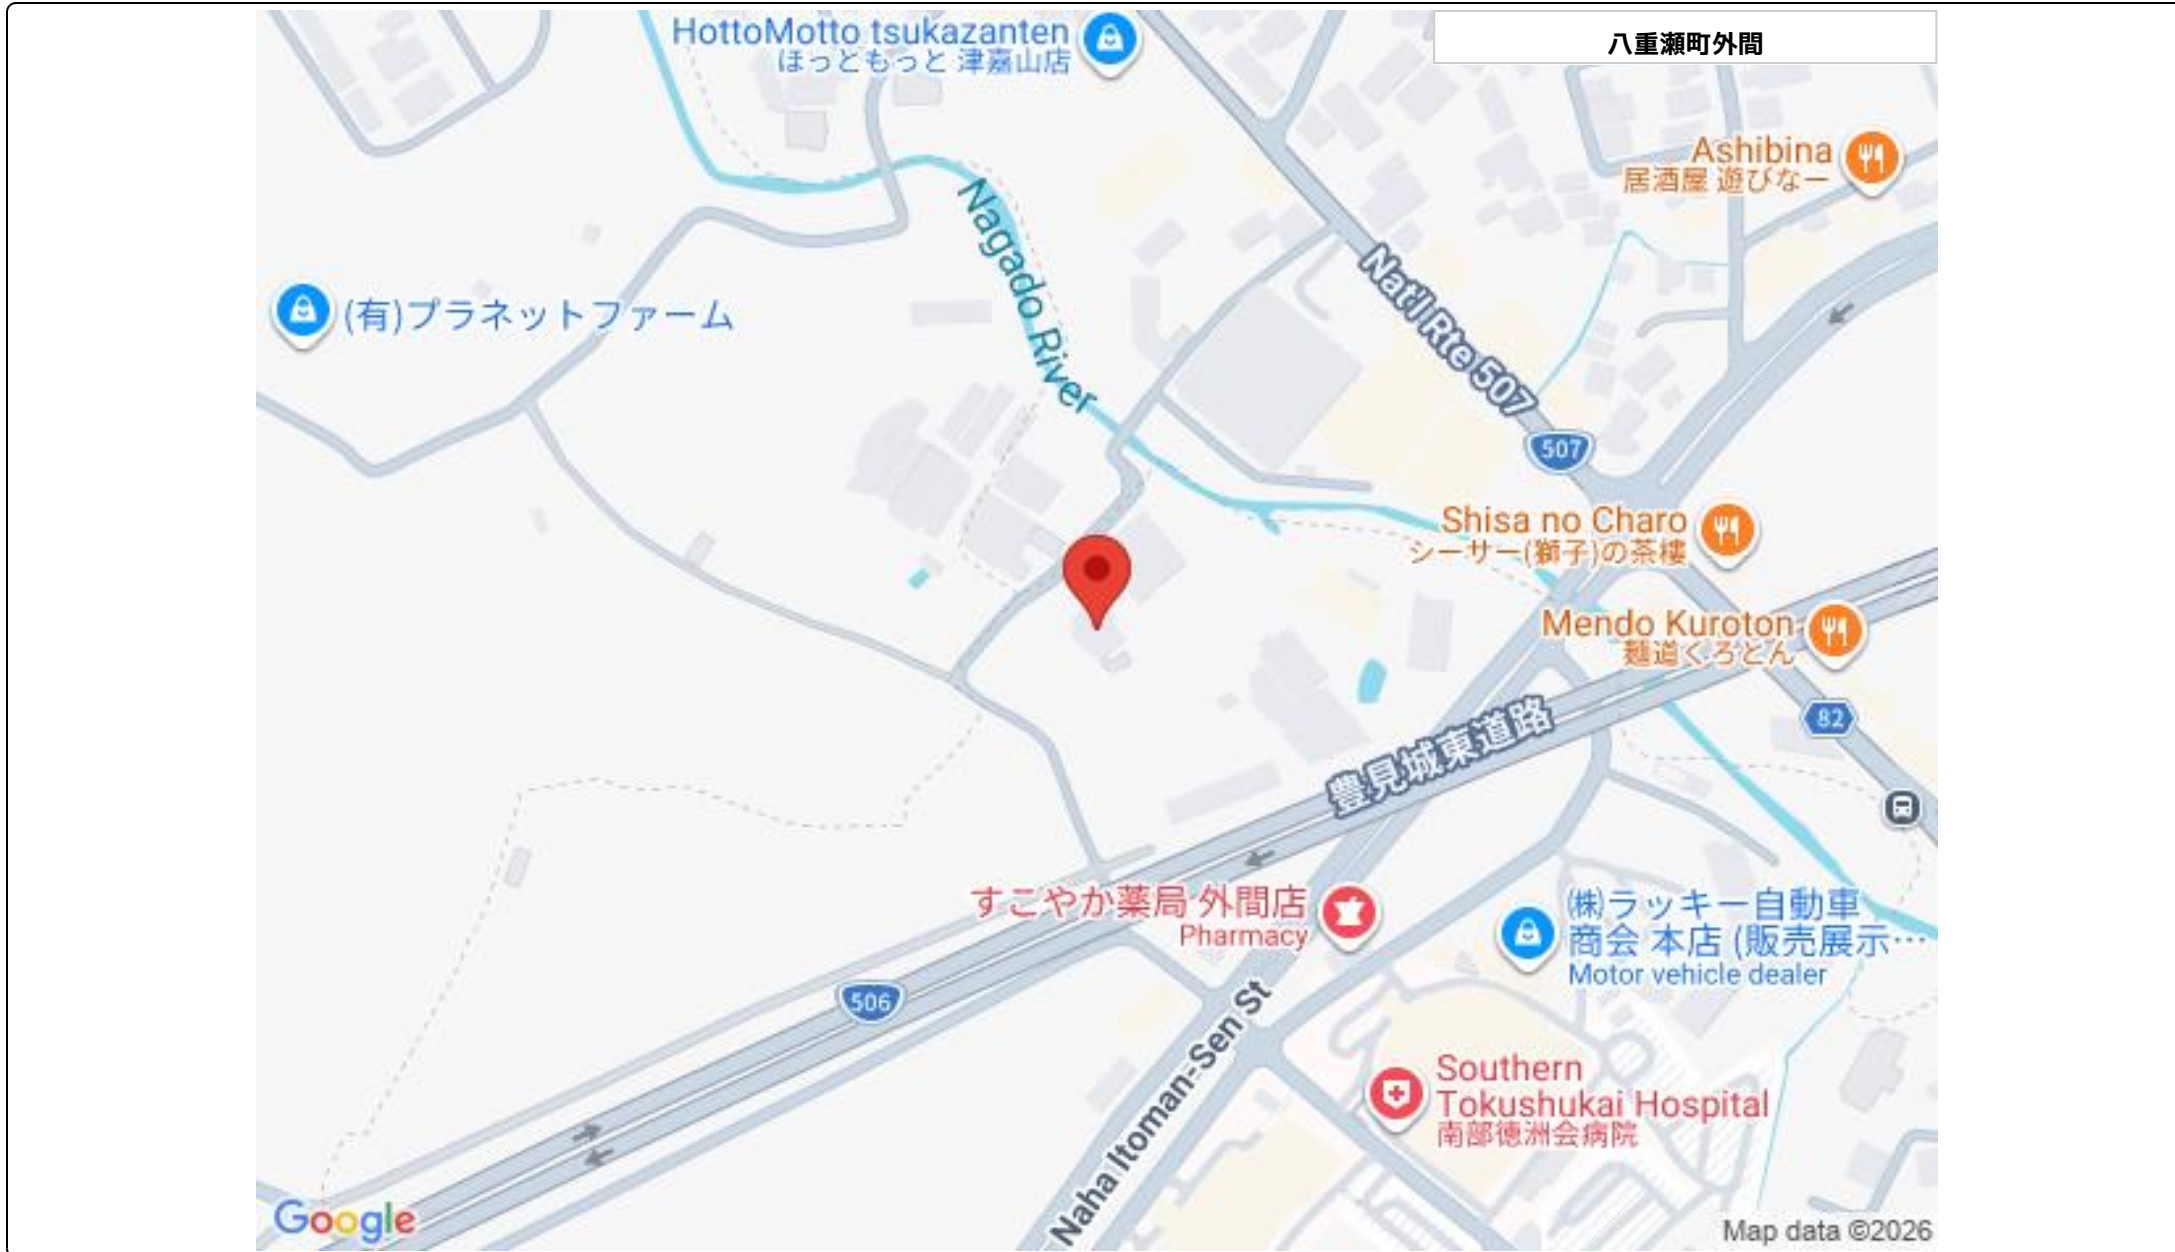 HottoMotto tsukazanten
ほっともっと 津嘉山店
八重瀬町外間
Ashibina
居酒屋 遊びなー
Nagado River
(有)プラネットファーム
Nat'l Rte 507
507
Shisa no Charo
シーサー(獅子)の茶樓
Mendo Kuroton
麺道くろとん
82
豊見城東道路
すこやか薬局 外間店
Pharmacy
㈱ラッキー自動車
商会 本店 (販売展示…
Motor vehicle dealer
506
Naha Itoman-Sen St
Southern
Tokushukai Hospital
南部徳洲会病院
Google
Map data ©2026